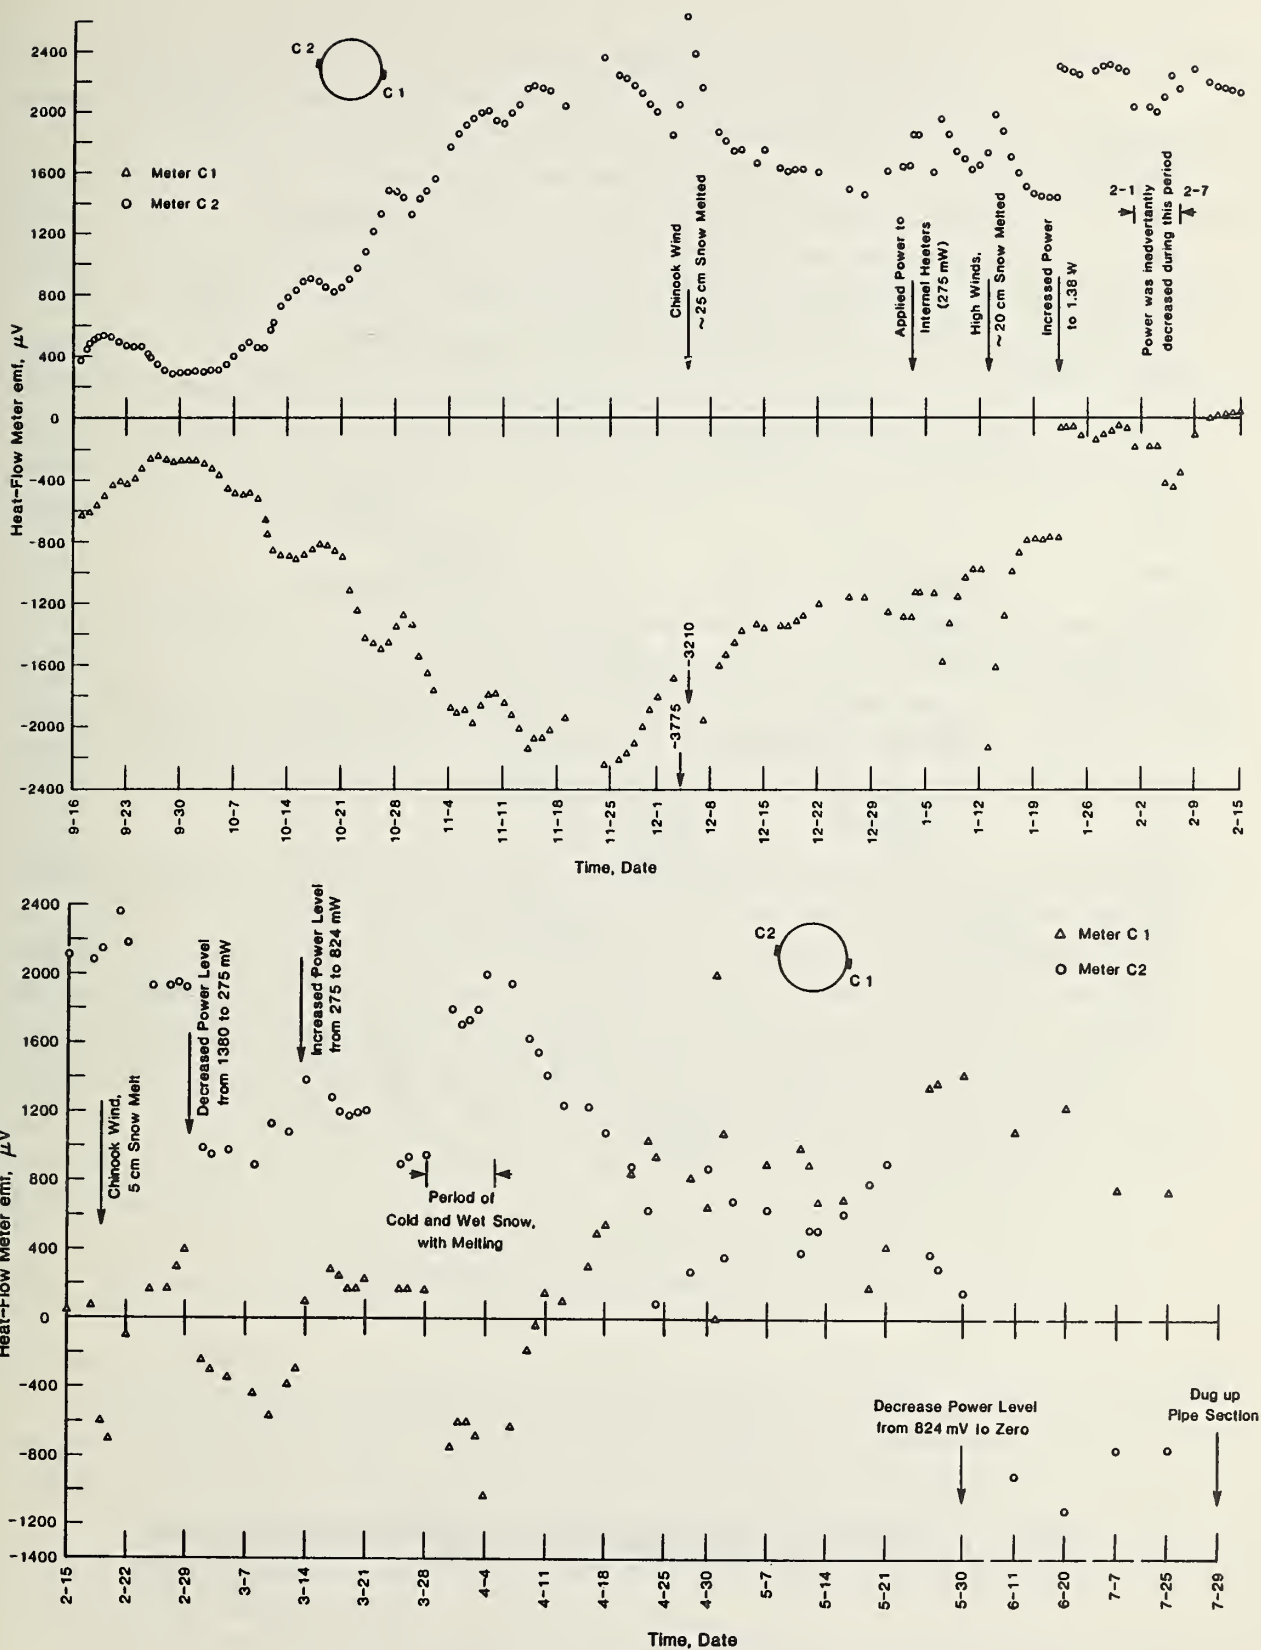 2400
2000
1600
1200
800
400
0
-400
-800
-1200
-1600
-2000
-2400
Heat-Flow Meter emf, µV
C 2
C 1
△ Meter C 1
○ Meter C 2
Chinook Wind
~25 cm Snow Melted
-3775
-3210
Applied Power to
Internal Heeters
(275 mW)
High Winds,
~20 cm Snow Melted
Increased Power
to 1.38 W
2-1
2-7
Power was inadvertantly
decreased during this period
9-16
9-23
9-30
10-7
10-14
10-21
10-28
11-4
11-11
11-18
11-25
12-1
12-8
12-15
12-22
12-29
1-5
1-12
1-19
1-26
2-2
2-9
2-15
Time, Date
2400
2000
1600
1200
800
400
0
-400
-800
-1200
-1400
Heat-Flow Meter emf, µV
Chinook Wind,
5 cm Snow Melt
Decreased Power Level
from 1380 to 275 mW
Increased Power Level
from 275 to 824 mW
Period of
Cold and Wet Snow,
with Melting
C2
C 1
△ Meter C 1
○ Meter C2
Decrease Power Level
from 824 mV to Zero
Dug up
Pipe Section
2-15
2-22
2-29
3-7
3-14
3-21
3-28
4-4
4-11
4-18
4-25
4-30
5-7
5-14
5-21
5-30
6-11
6-20
7-7
7-25
7-29
Time, Date